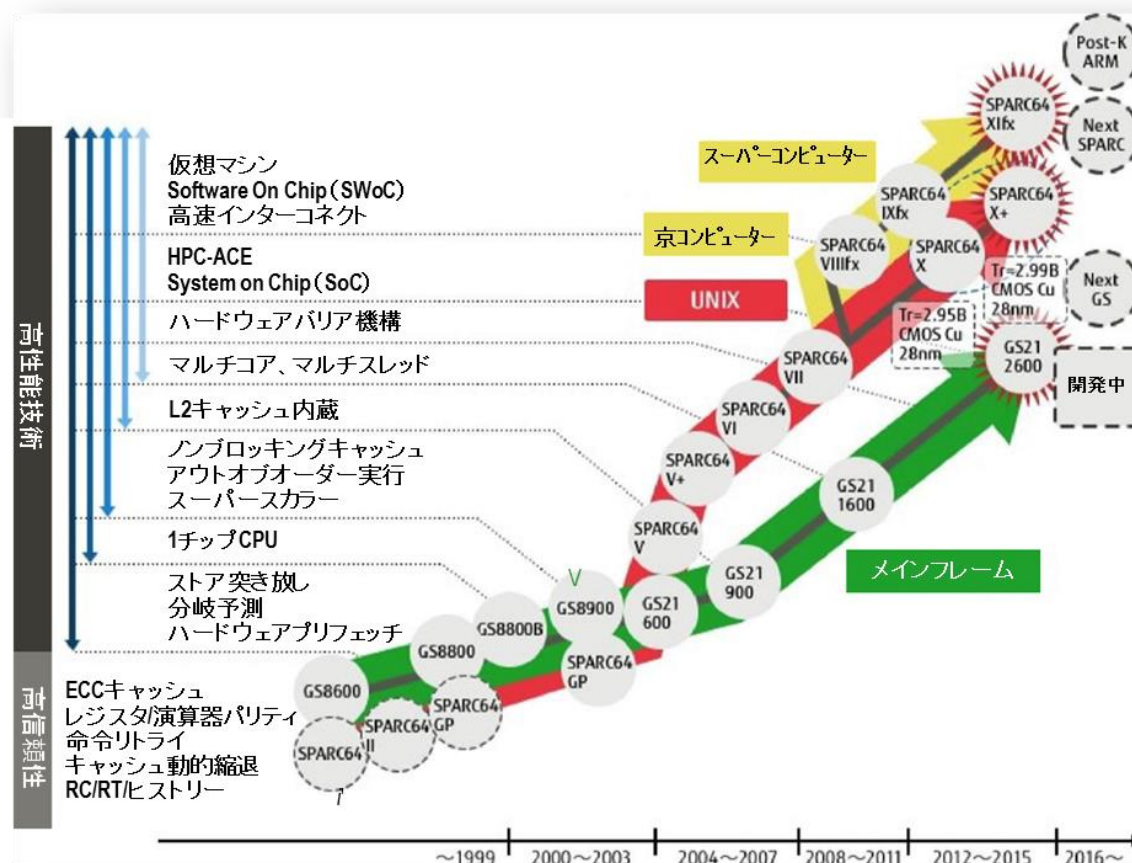 高性能技術
高信頼性
仮想マシン
Software On Chip（SWoC）
高速インターコネクト
HPC-ACE
System on Chip（SoC）
ハードウェアバリア機構
マルチコア、マルチスレッド
L2キャッシュ内蔵
ノンブロッキングキャッシュ
アウトオブオーダー実行
スーパースカラー
1チップCPU
ストア突き放し
分岐予測
ハードウェアプリフェッチ
ECCキャッシュ
レジスタ/演算器パリティ
命令リトライ
キャッシュ動的縮退
RC/RT/ヒストリー
スーパーコンピューター
京コンピューター
UNIX
メインフレーム
Post-K
ARM
Next
SPARC
Next
GS
開発中
SPARC64
XIfx
SPARC64
X+
SPARC64
IXfx
SPARC64
X
SPARC64
VIIIfx
Tr=2.99B
CMOS Cu
28nm
Tr=2.95B
CMOS Cu
28nm
GS21
2600
SPARC64
VII
SPARC64
VI
SPARC64
V+
SPARC64
V
GS21
1600
GS21
900
GS21
600
V
GS8900
GS8800B
GS8800
GS8600
SPARC64
GP
SPARC64
GP
SPARC64
II
SPARC64
～1999
2000～2003
2004～2007
2008～2011
2012～2015
2016～